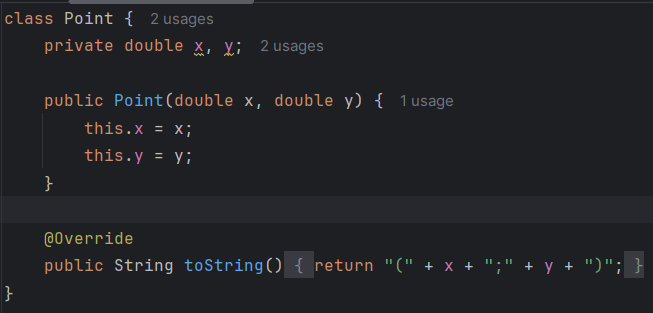 class Point { 2 usages
    private double x, y; 2 usages

    public Point(double x, double y) { 1 usage
        this.x = x;
        this.y = y;
    }

    @Override
    public String toString() { return "(" + x + ";" + y + ")"; }
}